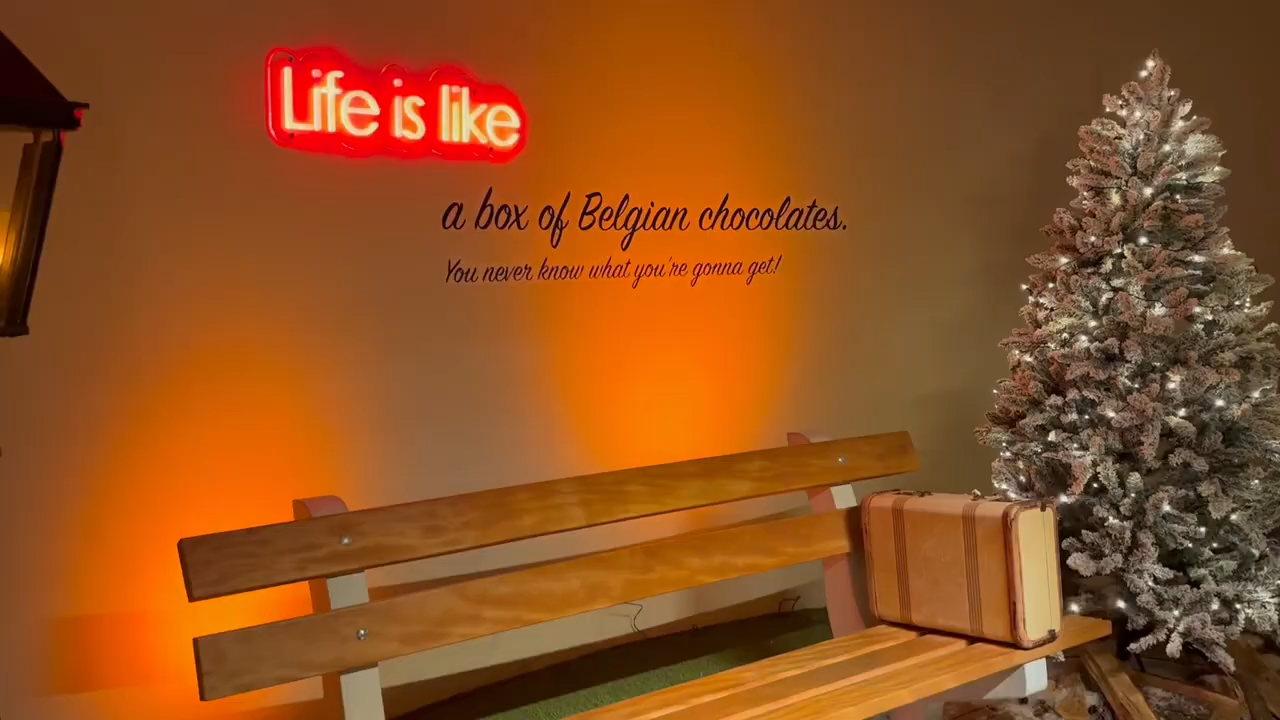 Life is like
a box of Belgian chocolates.
You never know what you're gonna get!